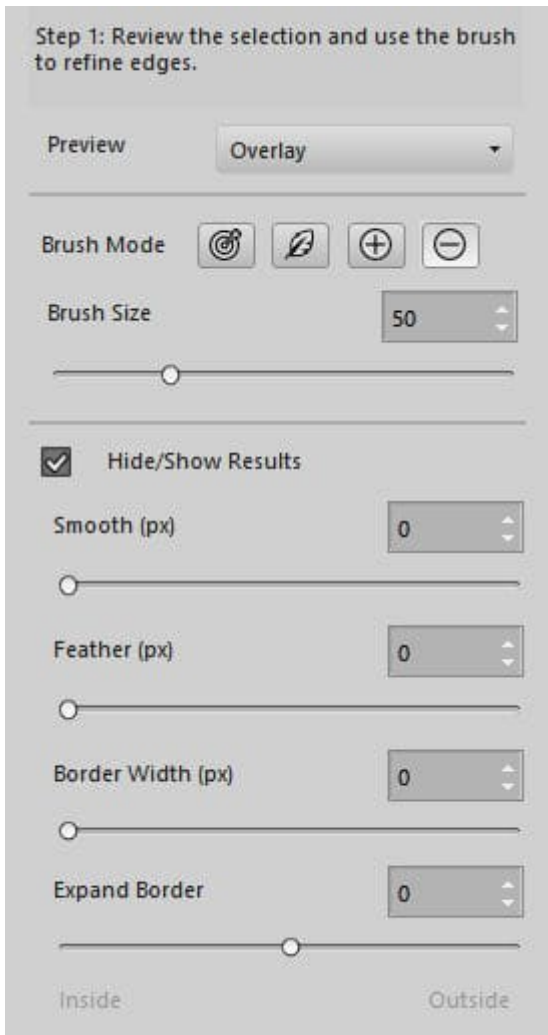 Step 1: Review the selection and use the brush
to refine edges.
Preview Overlay
Brush Mode
Brush Size 50
Hide/Show Results
Smooth (px) 0
Feather (px) 0
Border Width (px) 0
Expand Border 0
Inside Outside